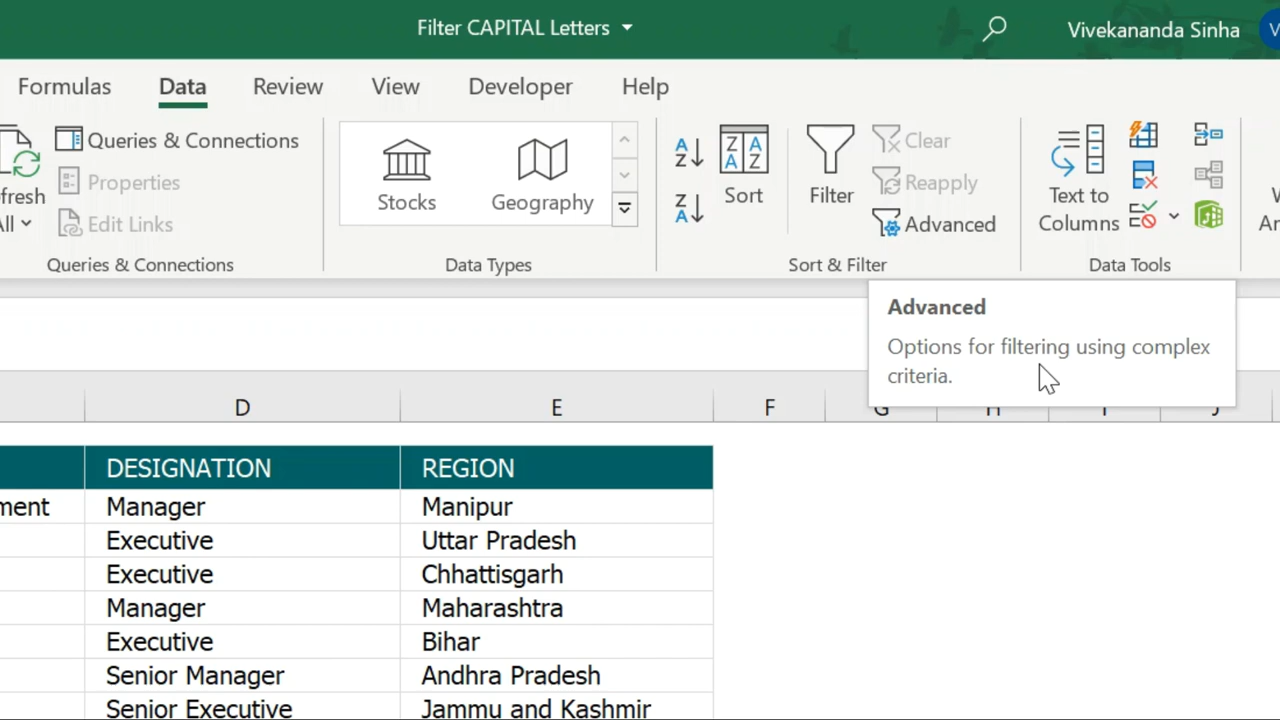 Filter CAPITAL Letters
Vivekananda Sinha
Formulas
Data
Review
View
Developer
Help
Queries & Connections
Properties
Edit Links
Queries & Connections
Stocks
Geography
Data Types
Sort
Filter
Clear
Reapply
Advanced
Sort & Filter
Text to
Columns
Data Tools
Advanced
Options for filtering using complex
criteria.
D E F
DESIGNATION REGION
Manager Manipur
Executive Uttar Pradesh
Executive Chhattisgarh
Manager Maharashtra
Executive Bihar
Senior Manager Andhra Pradesh
Senior Executive Jammu and Kashmir